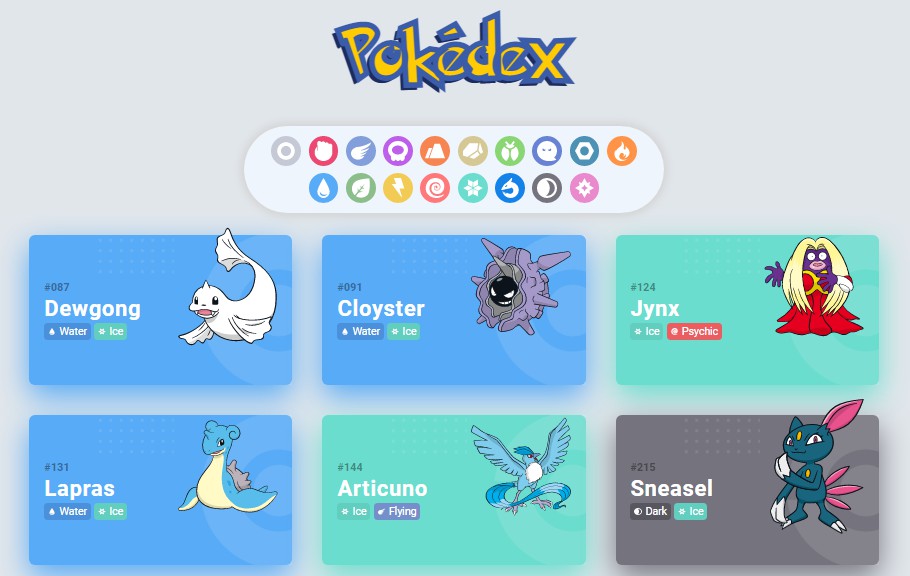 Pokédex
#087
Dewgong
Water Ice
#091
Cloyster
Water Ice
#124
Jynx
Ice Psychic
#131
Lapras
Water Ice
#144
Articuno
Ice Flying
#215
Sneasel
Dark Ice